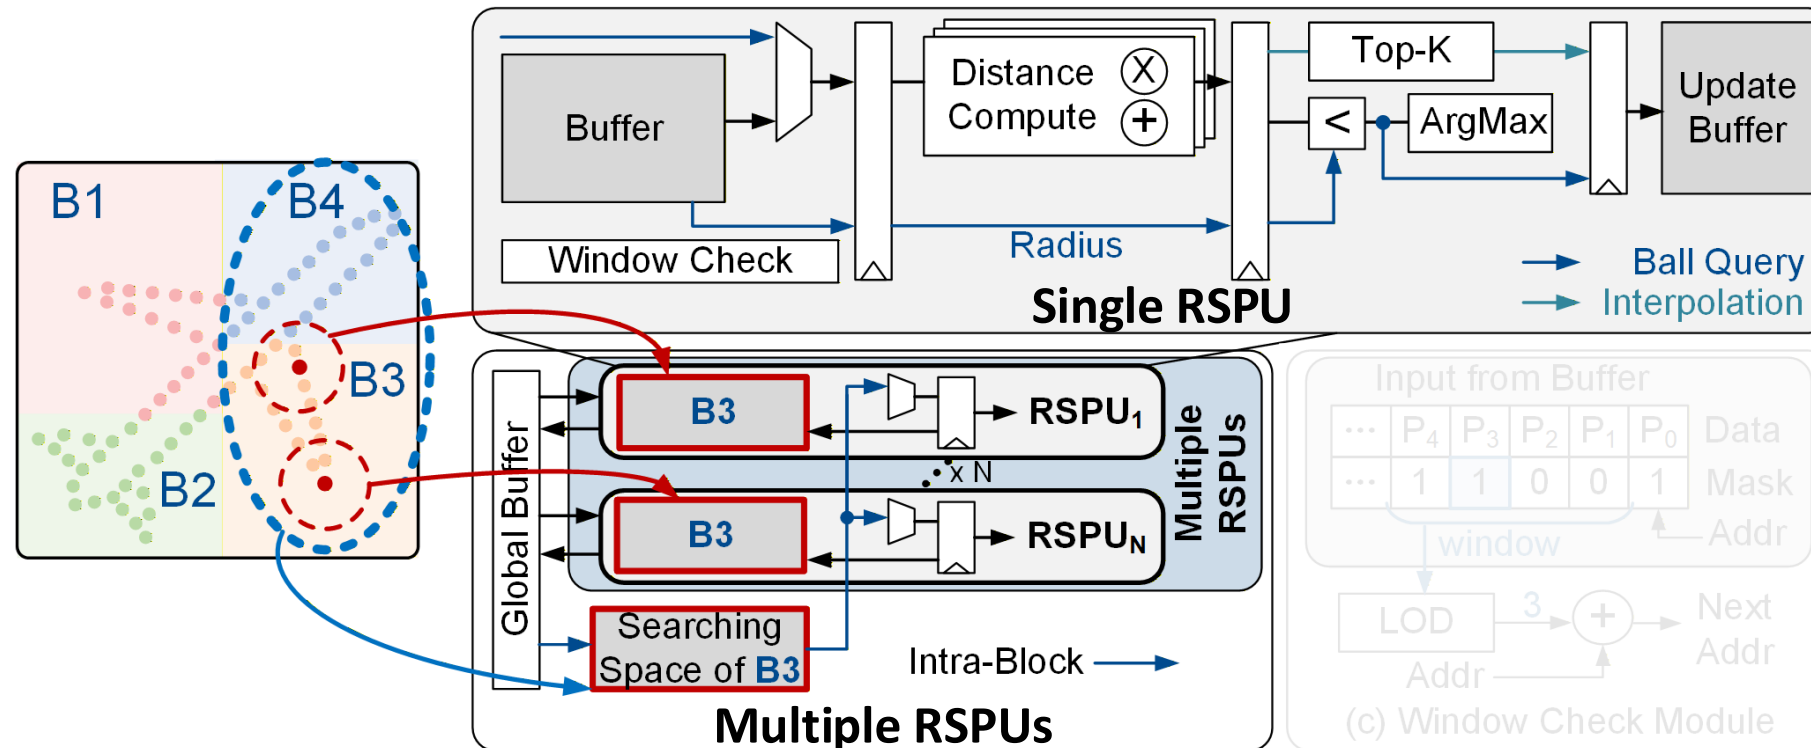 B1
B4
B3
B2
Buffer
Window Check
Distance
Compute
X
+
Radius
Top-K
<
ArgMax
Update
Buffer
Ball Query
Interpolation
Single RSPU
Global Buffer
B3
RSPU1
x N
B3
RSPUN
Multiple
RSPUs
Searching
Space of B3
Intra-Block
Multiple RSPUs
Input from Buffer
... P4 P3 P2 P1 P0 Data
... 1 1 0 0 1 Mask
window
Addr
LOD
3
+
Next
Addr
Addr
(c) Window Check Module